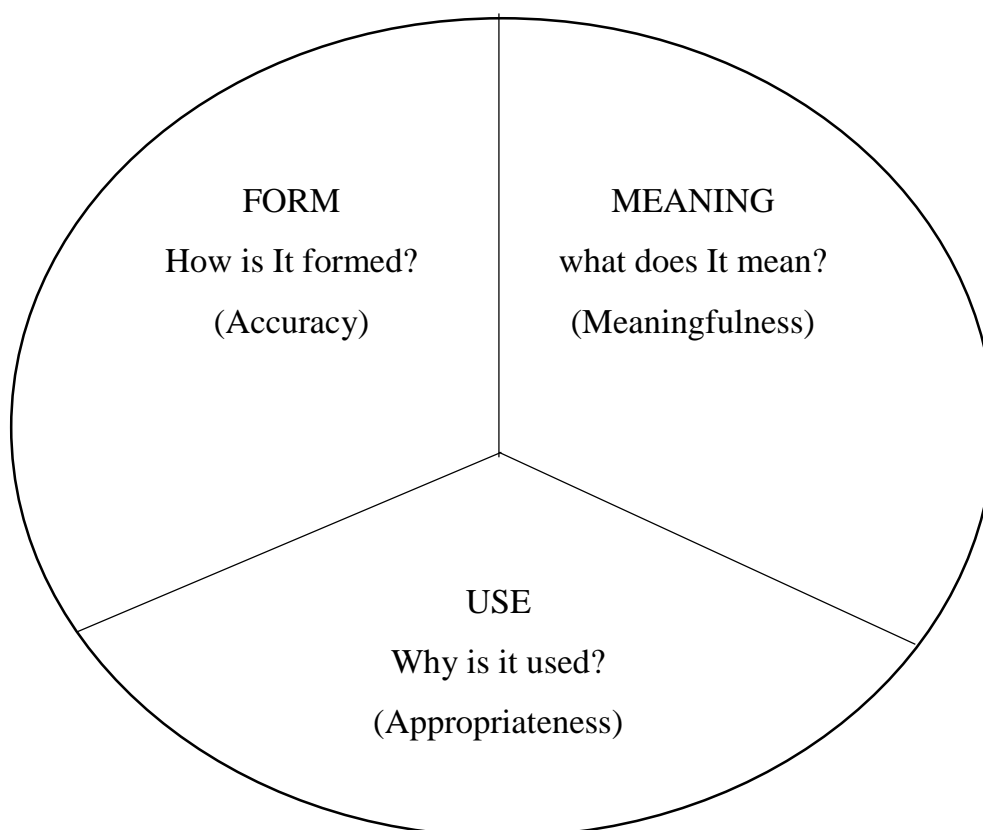 FORM
How is It formed?
(Accuracy)
MEANING
what does It mean?
(Meaningfulness)
USE
Why is it used?
(Appropriateness)